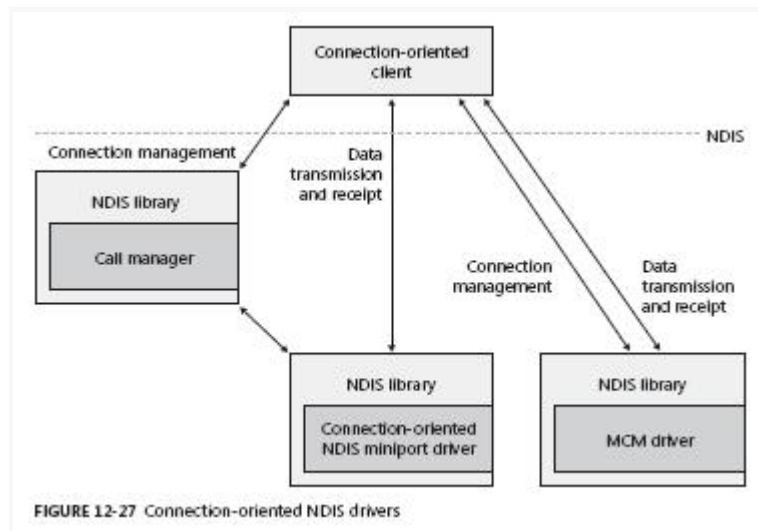 Connection-oriented
client
NDIS
Connection management
Data
transmission
and receipt
NDIS library
Call manager
Connection
management
Data
transmission
and receipt
NDIS library
Connection-oriented
NDIS miniport driver
NDIS library
MCM driver
FIGURE 12-27 Connection-oriented NDIS drivers